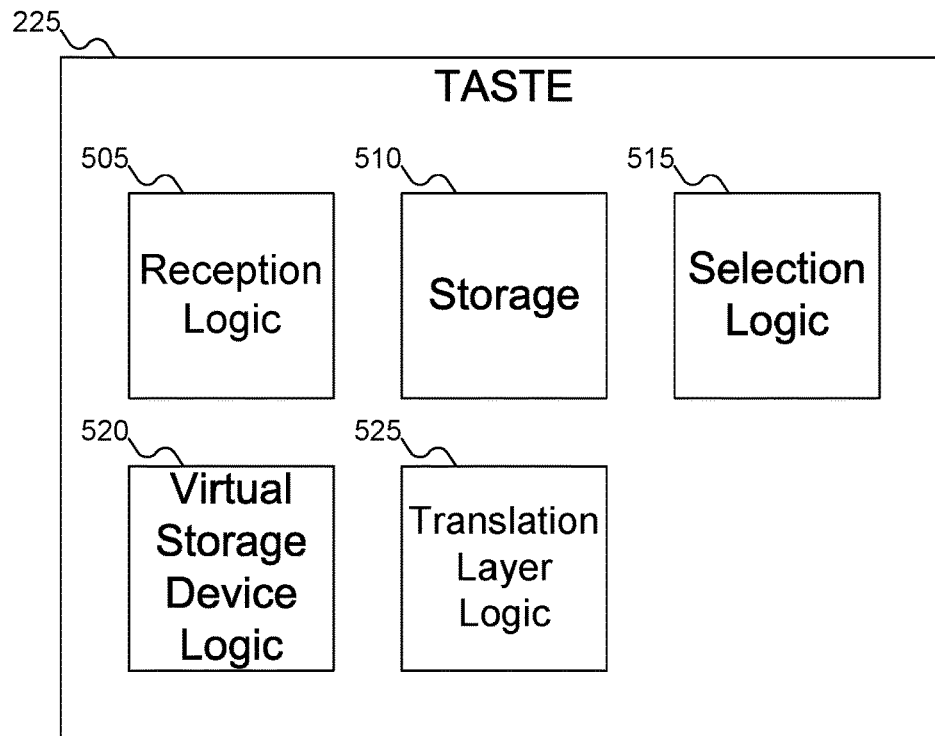 225
TASTE
505
510
515
Reception
Logic
Storage
Selection
Logic
520
525
Virtual
Storage
Device
Logic
Translation
Layer
Logic